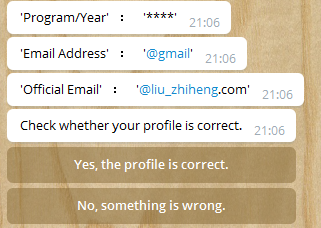 'Program/Year' : '****' 21:06
'Email Address' : '@gmail' 21:06
'Official Email' : '@liu_zhiheng.com' 21:06
Check whether your profile is correct. 21:06
Yes, the profile is correct.
No, something is wrong.